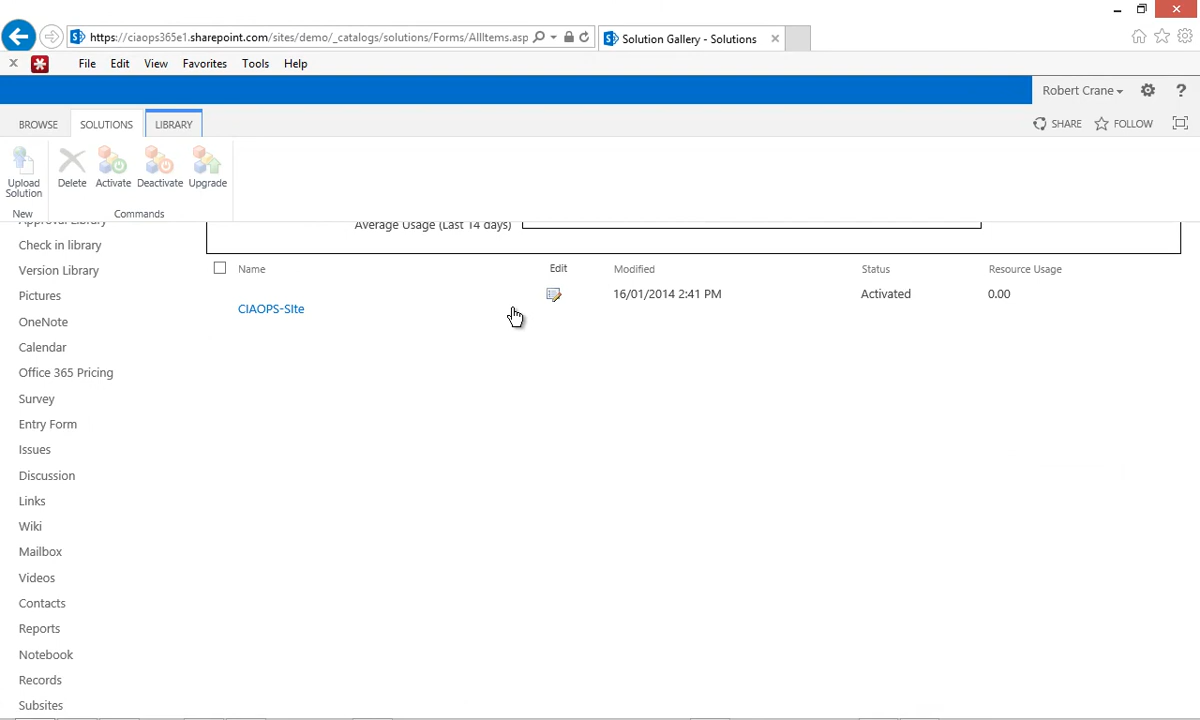 https://ciaops365e1.sharepoint.com/sites/demo/_catalogs/solutions/Forms/AllItems.asp
Solution Gallery - Solutions
File Edit View Favorites Tools Help
Robert Crane
?
BROWSE SOLUTIONS LIBRARY
SHARE FOLLOW
Upload Solution
Delete Activate Deactivate Upgrade
New Commands
Approval Library
Average Usage (Last 14 days)
Check in library
Name Edit Modified Status Resource Usage
Version Library
Pictures
16/01/2014 2:41 PM Activated 0.00
CIAOPS-SIte
OneNote
Calendar
Office 365 Pricing
Survey
Entry Form
Issues
Discussion
Links
Wiki
Mailbox
Videos
Contacts
Reports
Notebook
Records
Subsites